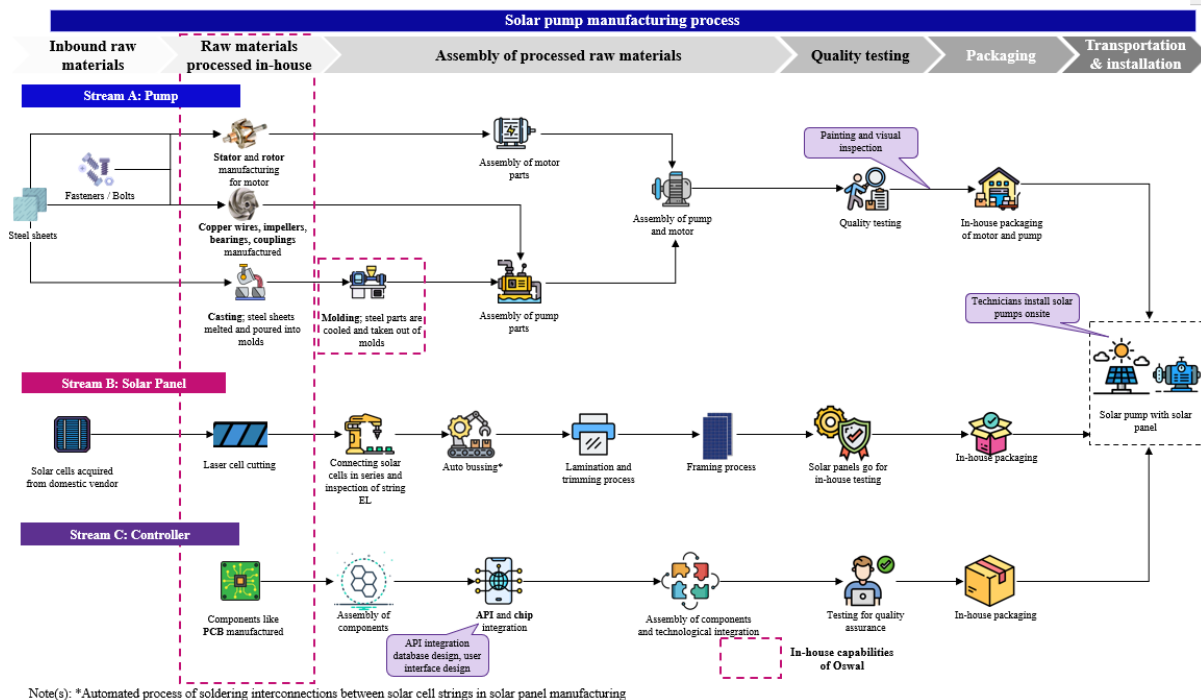 Solar pump manufacturing process
Inbound raw
materials
Raw materials
processed in-house
Assembly of processed raw materials
Quality testing
Packaging
Transportation
& installation
Stream A: Pump
Steel sheets
Fasteners / Bolts
Stator and rotor
manufacturing
for motor
Assembly of motor
parts
Copper wires, impellers,
bearings, couplings
manufactured
Casting; steel sheets
melted and poured into
molds
Molding; steel parts are
cooled and taken out of
molds
Assembly of pump
parts
Assembly of pump
and motor
Painting and visual
inspection
Quality testing
In-house packaging
of motor and pump
Technicians install solar
pumps onsite
Solar pump with solar
panel
Stream B: Solar Panel
Solar cells acquired
from domestic vendor
Laser cell cutting
Connecting solar
cells in series and
inspection of string
EL
Auto bussing*
Lamination and
trimming process
Framing process
Solar panels go for
in-house testing
In-house packaging
Stream C: Controller
Components like
PCB manufactured
Assembly of
components
API and chip
integration
API integration
database design, user
interface design
Assembly of components
and technological integration
Testing for quality
assurance
In-house packaging
In-house capabilities
of Oswal
Note(s): *Automated process of soldering interconnections between solar cell strings in solar panel manufacturing